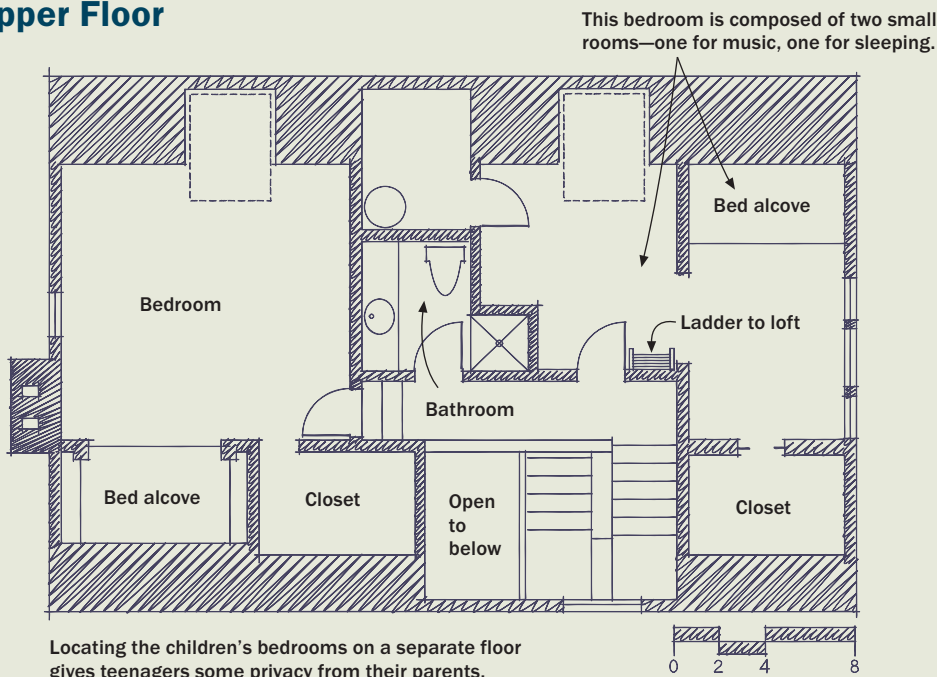 pper Floor
This bedroom is composed of two small
rooms—one for music, one for sleeping.
Bed alcove
Bedroom
Ladder to loft
Bathroom
Bed alcove
Closet
Open
to
below
Closet
Locating the children’s bedrooms on a separate floor
gives teenagers some privacy from their parents.
0 2 4 8